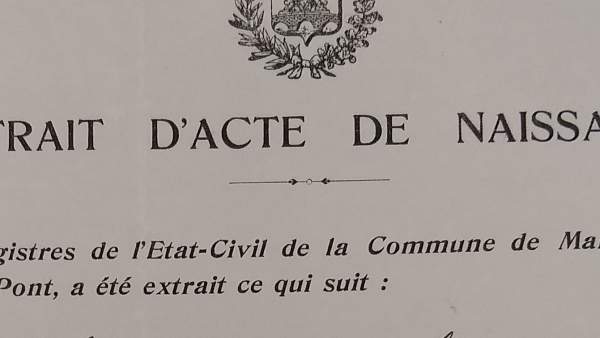 TRAIT D'ACTE DE NAISSA
gistres de l'Etat-Civil de la Commune de Ma
Pont, a été extrait ce qui suit :